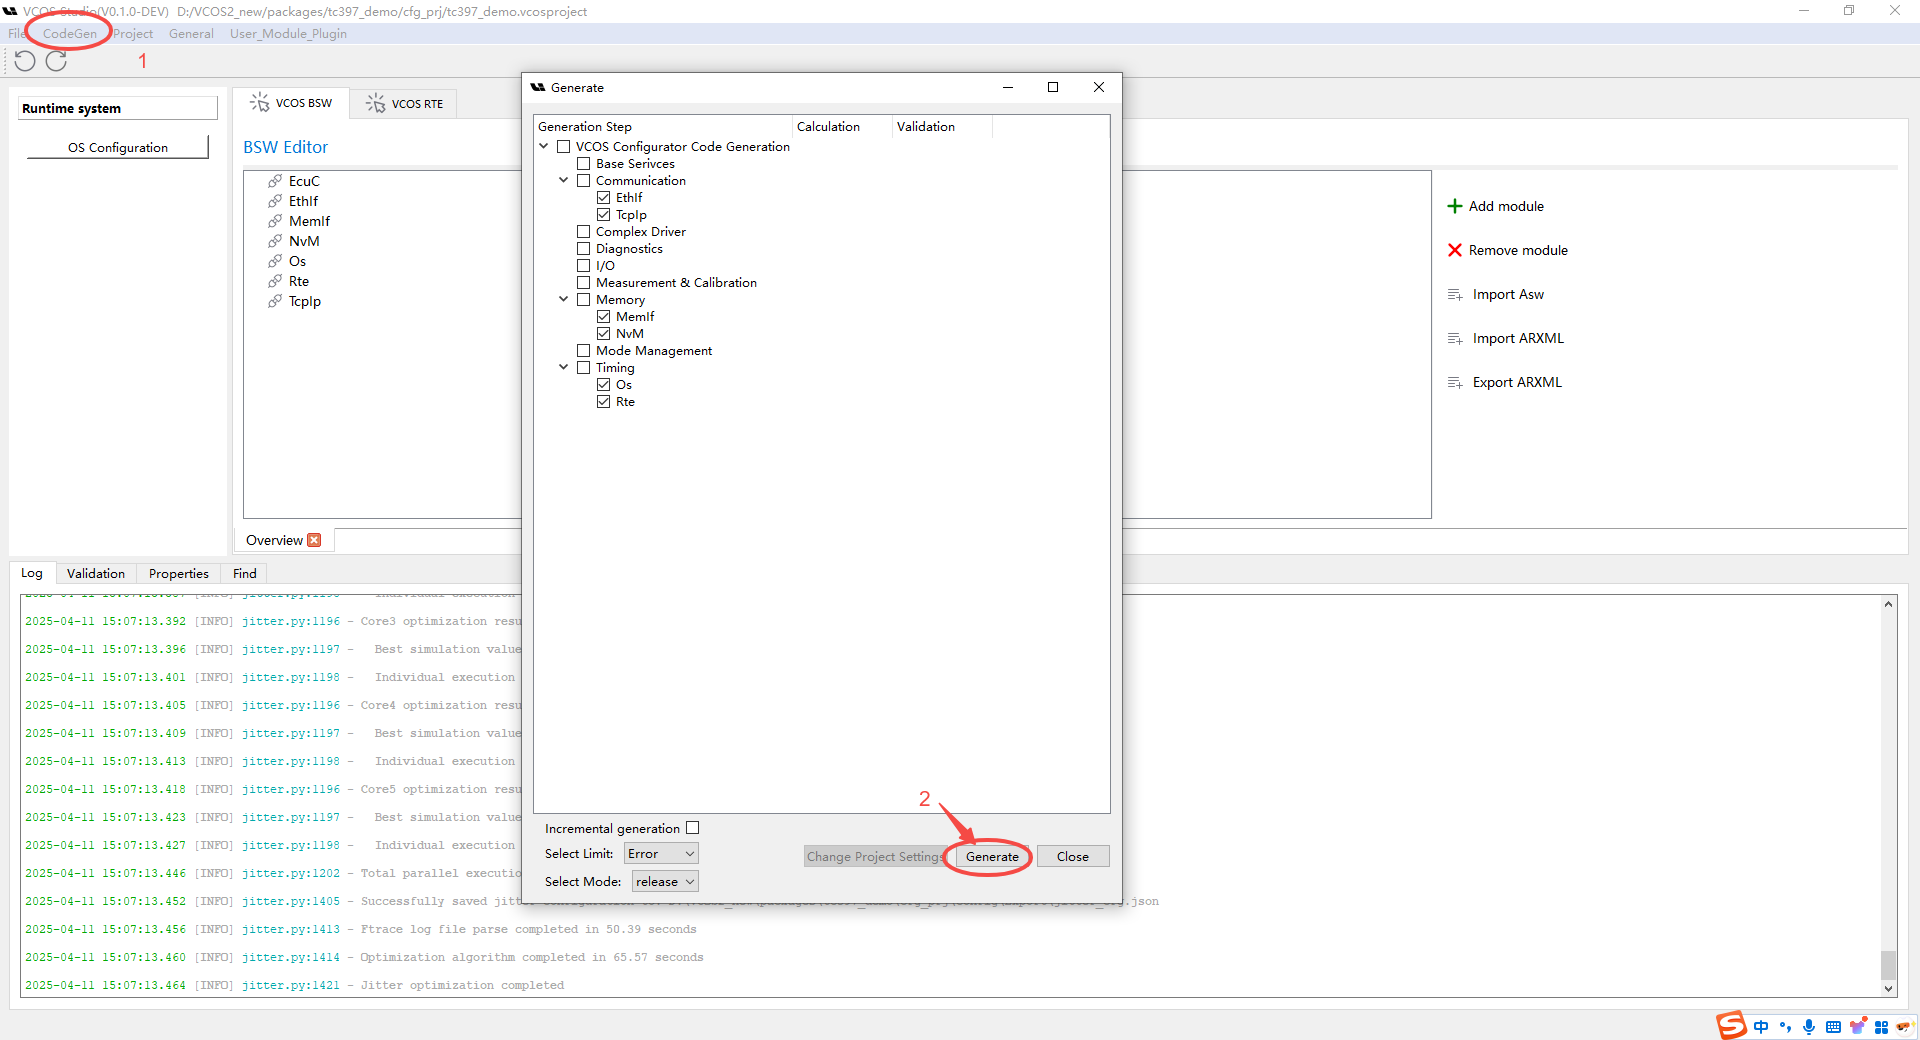 VCOS Studio(V0.1.0-DEV) D:/VCOS2_new/packages/tc397_demo/cfg_prj/tc397_demo.vcosproject
File CodeGen Project General User_Module_Plugin
1
Runtime system
OS Configuration
VCOS BSW
VCOS RTE
BSW Editor
EcuC
EthIf
MemIf
NvM
Os
Rte
TcpIp
Overview
Generate
Generation Step Calculation Validation
VCOS Configurator Code Generation
Base Serivces
Communication
EthIf
TcpIp
Complex Driver
Diagnostics
I/O
Measurement & Calibration
Memory
MemIf
NvM
Mode Management
Timing
Os
Rte
2
Incremental generation
Select Limit: Error
Select Mode: release
Change Project Settings Generate Close
Add module
Remove module
Import Asw
Import ARXML
Export ARXML
Log Validation Properties Find
2025-04-11 15:07:13.392 [INFO] jitter.py:1196 - Core3 optimization resu
2025-04-11 15:07:13.396 [INFO] jitter.py:1197 - Best simulation value
2025-04-11 15:07:13.401 [INFO] jitter.py:1198 - Individual execution
2025-04-11 15:07:13.405 [INFO] jitter.py:1196 - Core4 optimization resu
2025-04-11 15:07:13.409 [INFO] jitter.py:1197 - Best simulation value
2025-04-11 15:07:13.413 [INFO] jitter.py:1198 - Individual execution
2025-04-11 15:07:13.418 [INFO] jitter.py:1196 - Core5 optimization resu
2025-04-11 15:07:13.423 [INFO] jitter.py:1197 - Best simulation value
2025-04-11 15:07:13.427 [INFO] jitter.py:1198 - Individual execution
2025-04-11 15:07:13.446 [INFO] jitter.py:1202 - Total parallel executio
2025-04-11 15:07:13.452 [INFO] jitter.py:1405 - Successfully saved jitt
2025-04-11 15:07:13.456 [INFO] jitter.py:1413 - Ftrace log file parse completed in 50.39 seconds
2025-04-11 15:07:13.460 [INFO] jitter.py:1414 - Optimization algorithm completed in 65.57 seconds
2025-04-11 15:07:13.464 [INFO] jitter.py:1421 - Jitter optimization completed
中